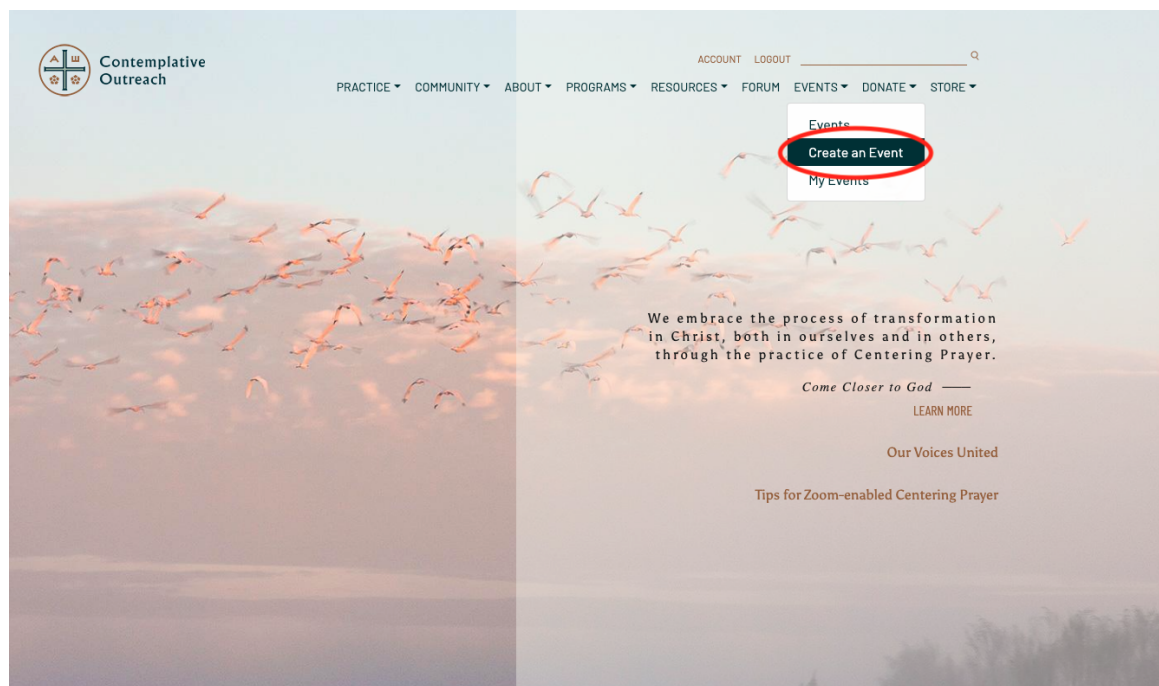 Contemplative
Outreach
ACCOUNT LOGOUT
PRACTICE COMMUNITY ABOUT PROGRAMS RESOURCES FORUM EVENTS DONATE STORE
Events
Create an Event
My Events
We embrace the process of transformation
in Christ, both in ourselves and in others,
through the practice of Centering Prayer.
Come Closer to God
LEARN MORE
Our Voices United
Tips for Zoom-enabled Centering Prayer